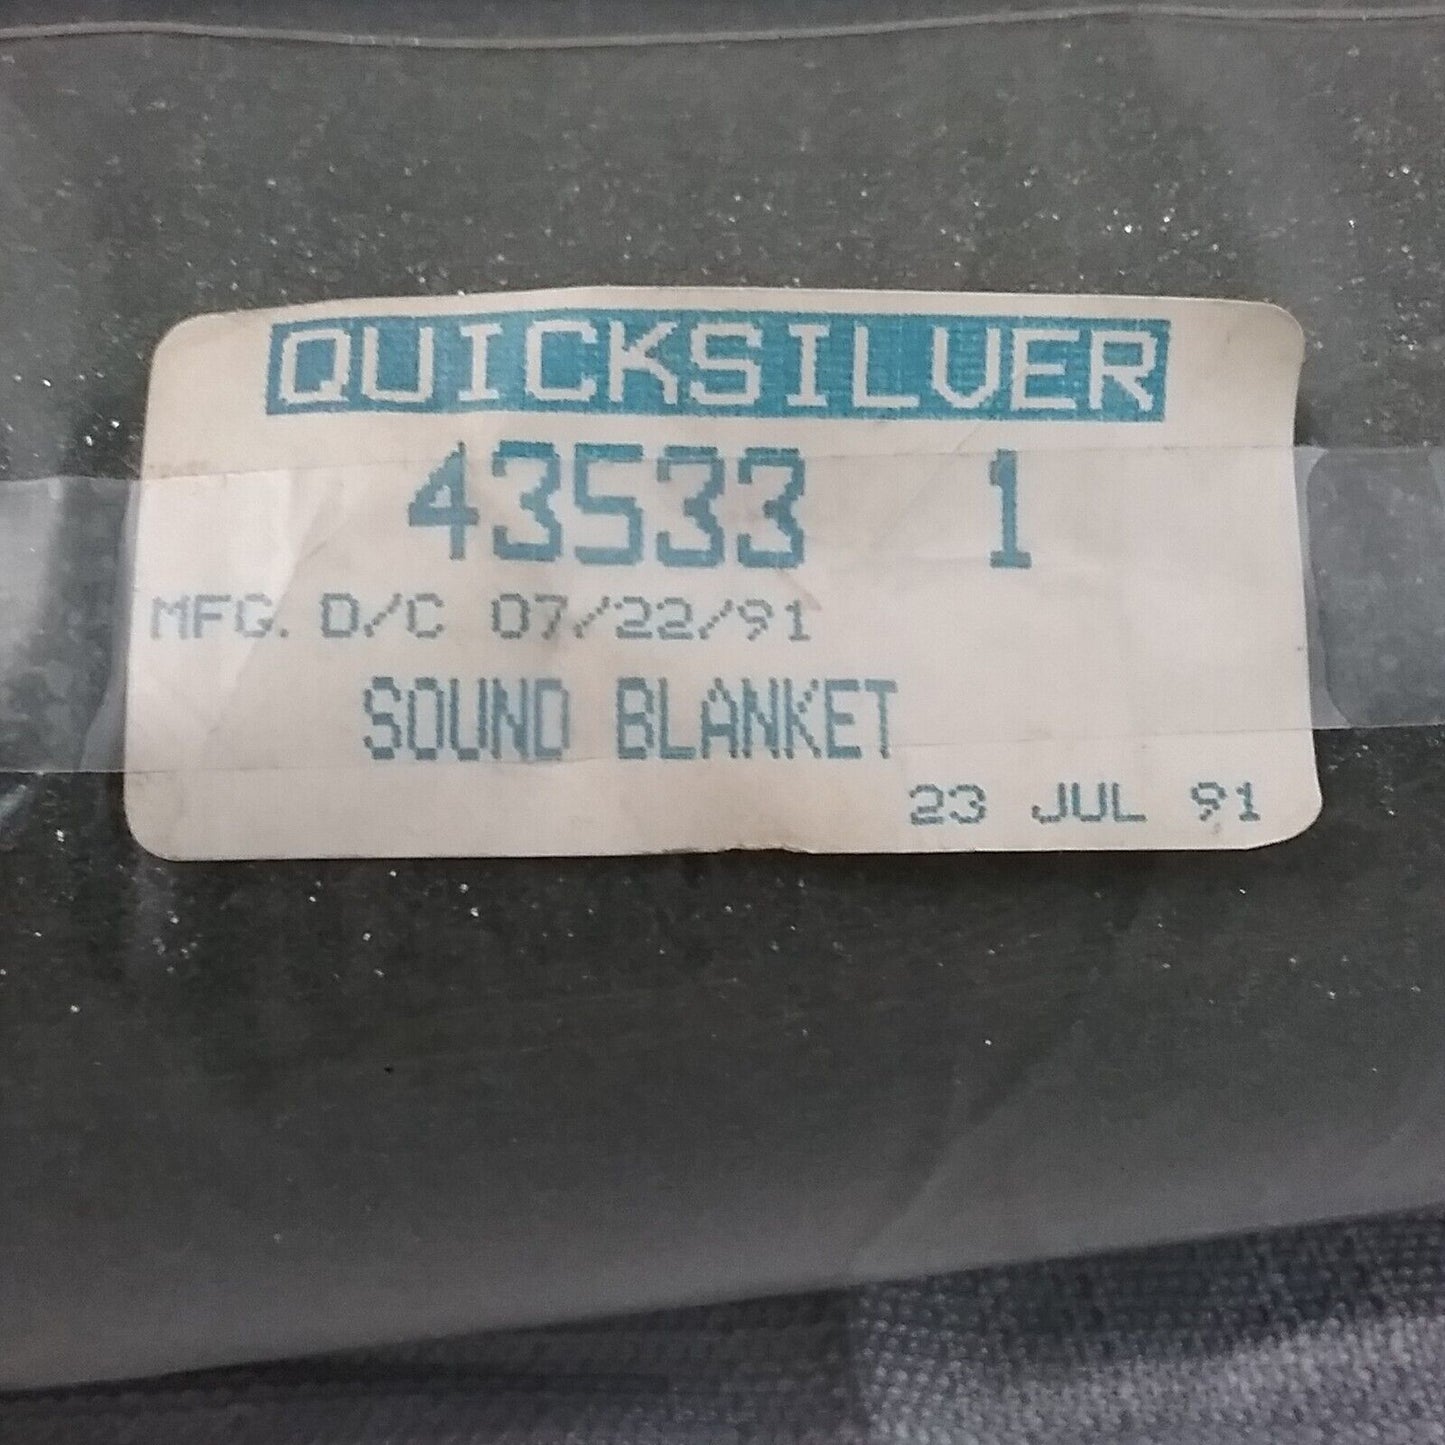 QUICKSILVER
43533 1
MFG. D/C 07/22/91
SOUND BLANKET
23 JUL 91